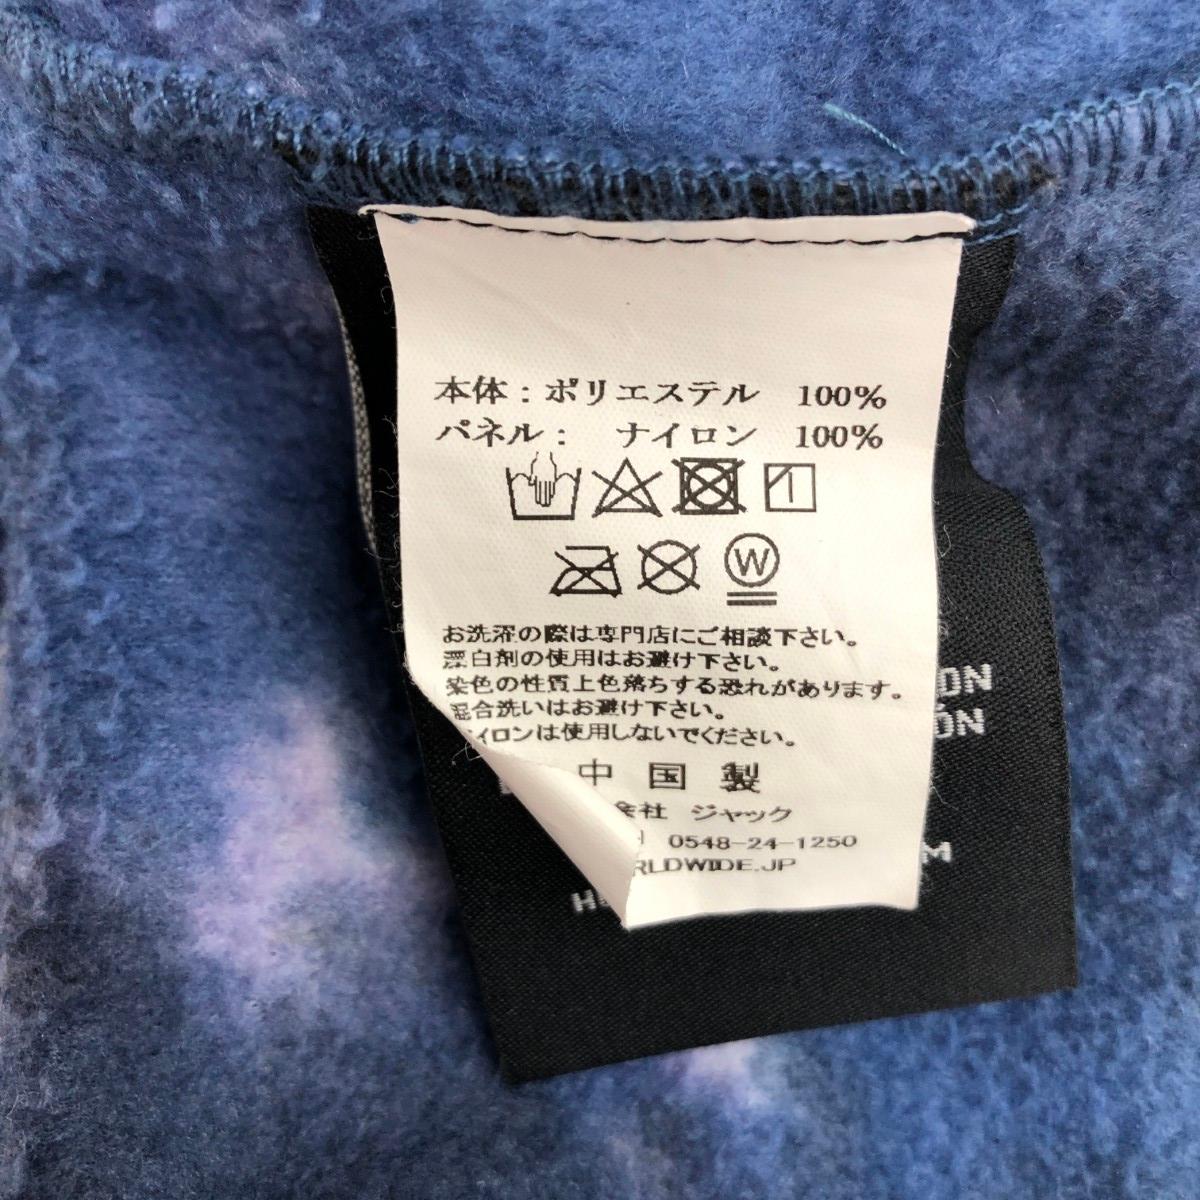 本体：ポリエステル 100%
パネル： ナイロン 100%
W
お洗濯の際は専門店にご相談下さい。
漂白剤の使用はお避け下さい。
染色の性質上色落ちする恐れがあります。
混合洗いはお避け下さい。
イロンは使用しないでください。
中国製
会社 ジャック
0548-24-1250
RLDWIDE.JP
ON
ON
M
H